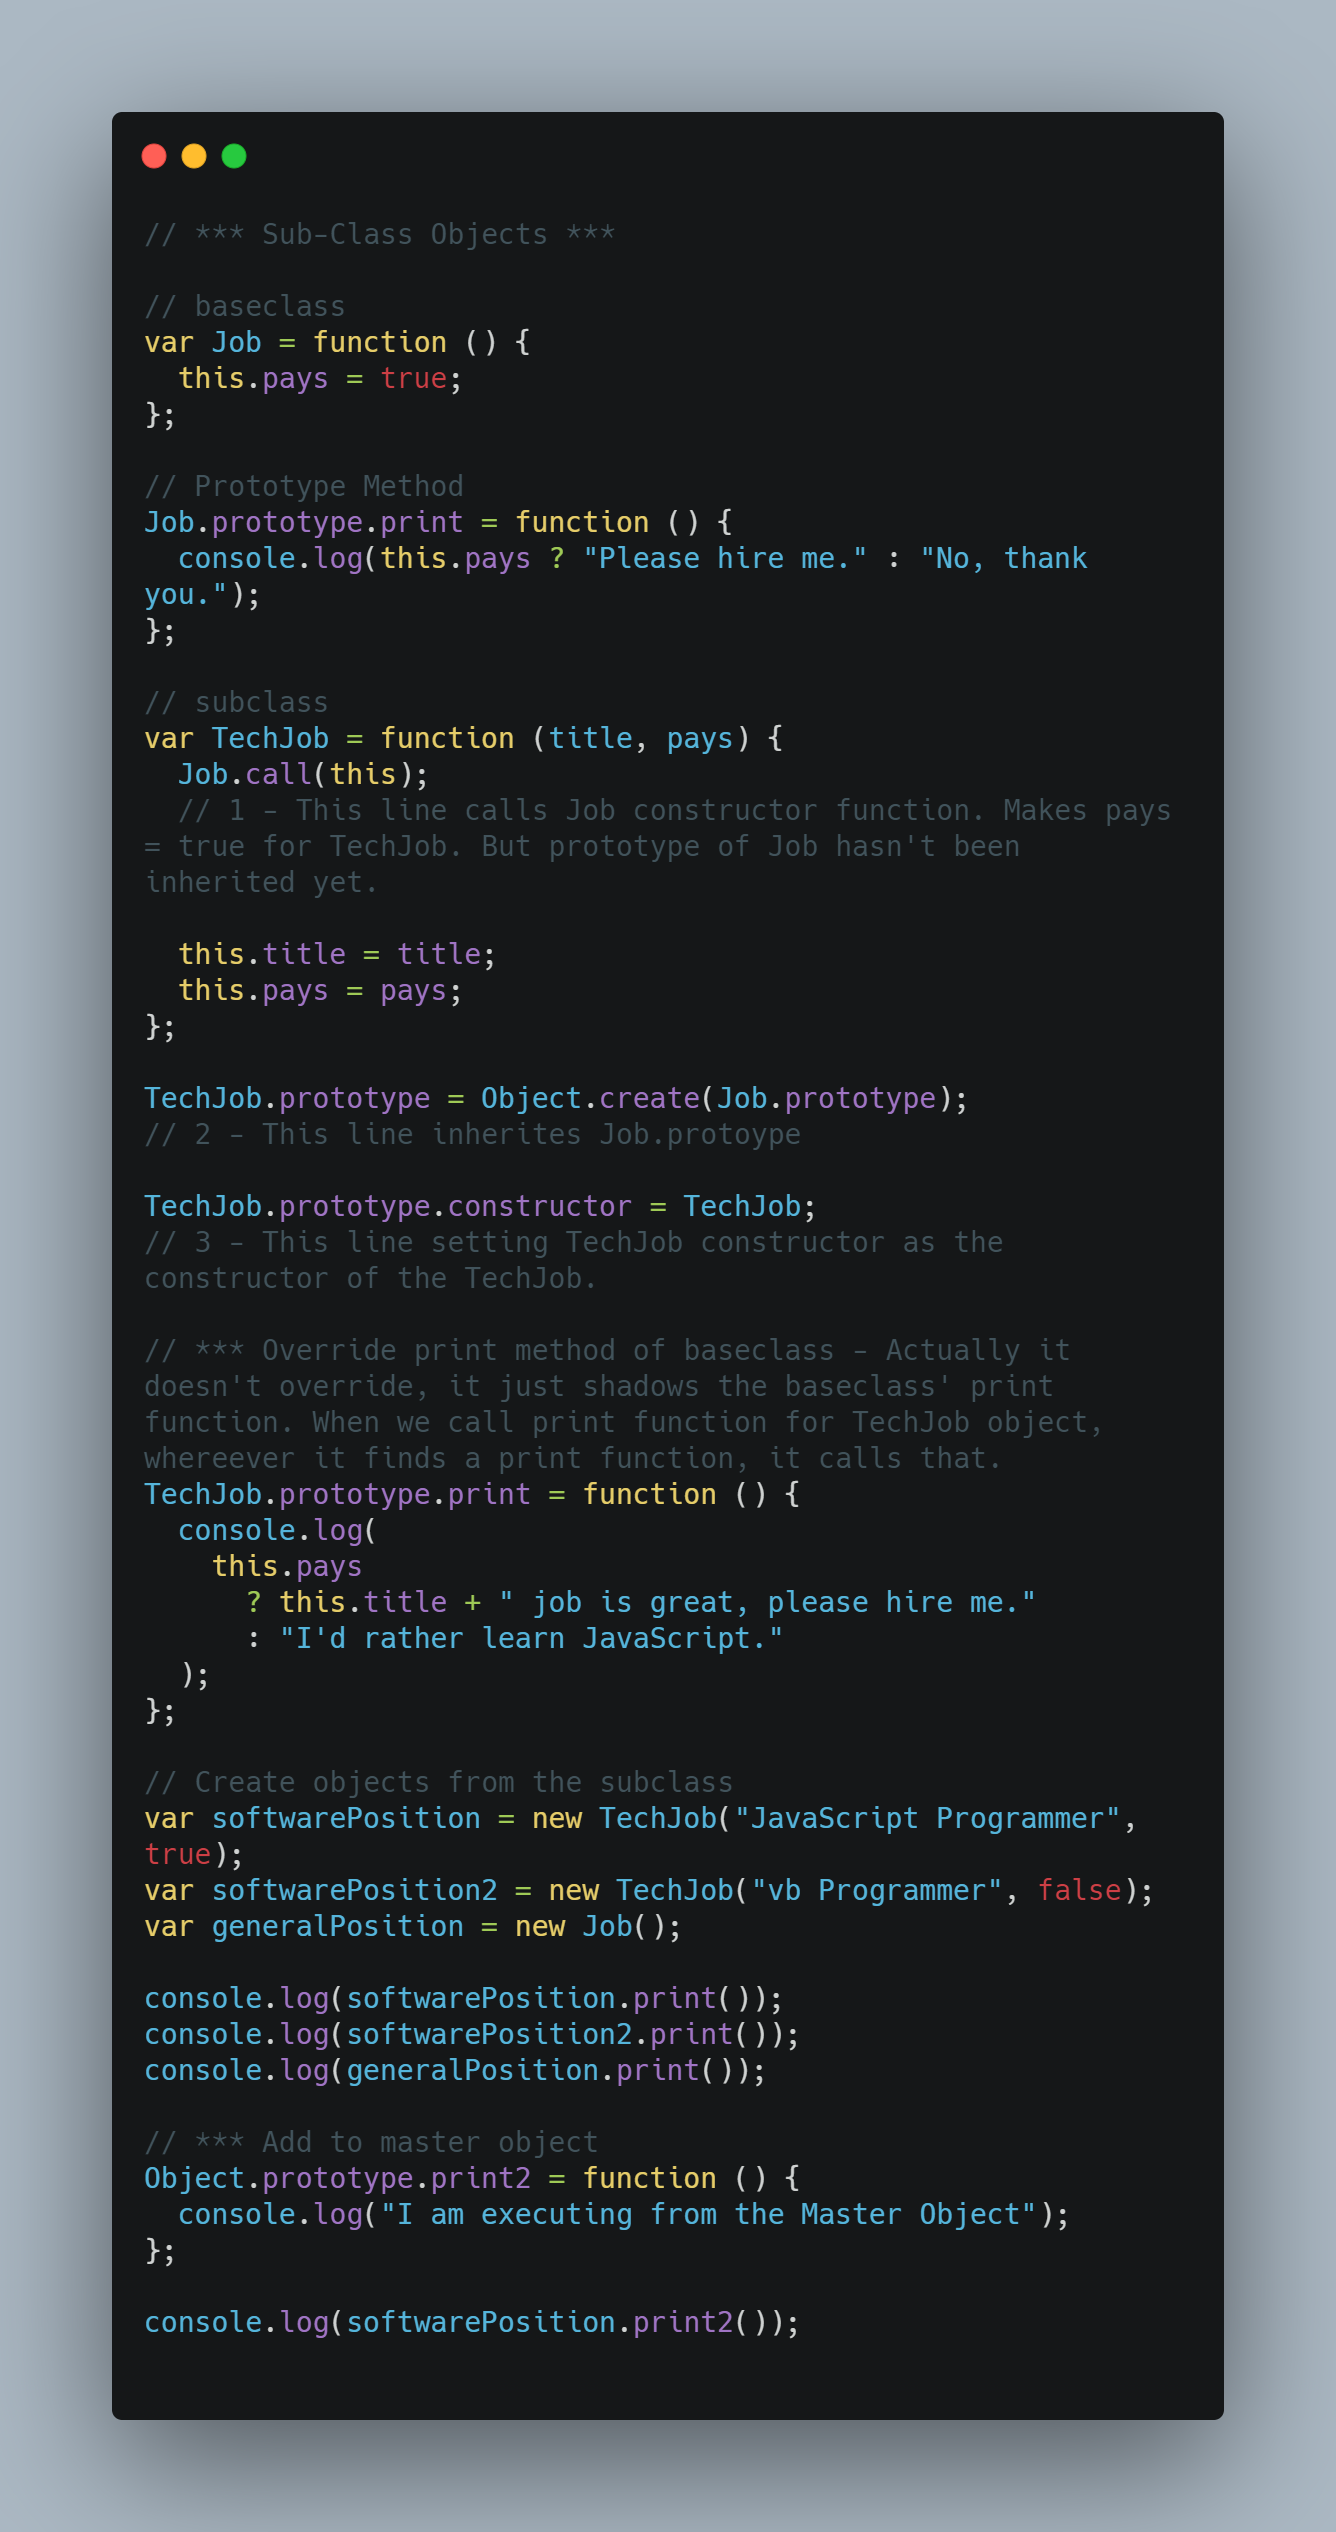 // *** Sub-Class Objects ***
// baseclass
var Job = function () {
  this.pays = true;
};
// Prototype Method
Job.prototype.print = function () {
  console.log(this.pays ? "Please hire me." : "No, thank
you.");
};
// subclass
var TechJob = function (title, pays) {
  Job.call(this);
  // 1 - This line calls Job constructor function. Makes pays
= true for TechJob. But prototype of Job hasn't been
inherited yet.
  this.title = title;
  this.pays = pays;
};
TechJob.prototype = Object.create(Job.prototype);
// 2 - This line inherites Job.protoype
TechJob.prototype.constructor = TechJob;
// 3 - This line setting TechJob constructor as the
constructor of the TechJob.
// *** Override print method of baseclass - Actually it
doesn't override, it just shadows the baseclass' print
function. When we call print function for TechJob object,
whereever it finds a print function, it calls that.
TechJob.prototype.print = function () {
  console.log(
    this.pays
      ? this.title + " job is great, please hire me."
      : "I'd rather learn JavaScript."
  );
};
// Create objects from the subclass
var softwarePosition = new TechJob("JavaScript Programmer",
true);
var softwarePosition2 = new TechJob("vb Programmer", false);
var generalPosition = new Job();
console.log(softwarePosition.print());
console.log(softwarePosition2.print());
console.log(generalPosition.print());
// *** Add to master object
Object.prototype.print2 = function () {
  console.log("I am executing from the Master Object");
};
console.log(softwarePosition.print2());